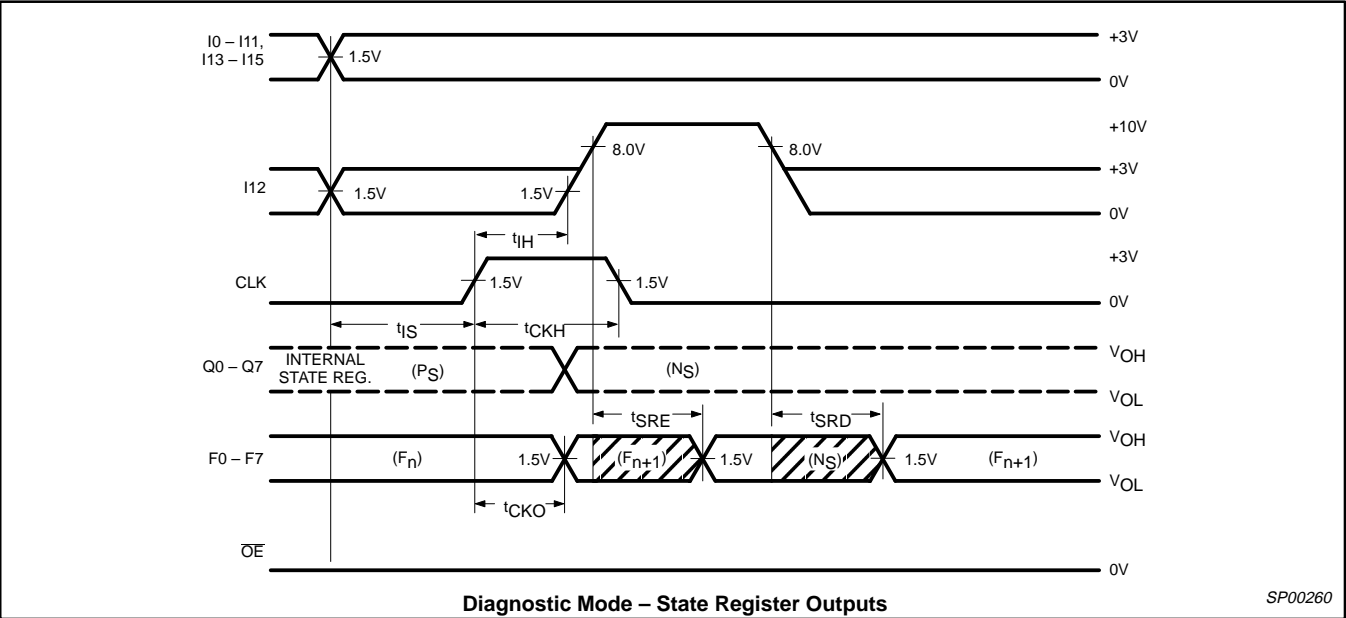 I0 – I11,
I13 – I15
1.5V
+3V
0V
+10V
8.0V
8.0V
+3V
I12
1.5V
1.5V
0V
tIH
+3V
CLK
1.5V
1.5V
0V
tIS
tCKH
Q0 – Q7
INTERNAL
STATE REG.
(PS)
(NS)
VOH
VOL
tSRE
tSRD
F0 – F7
(Fn)
1.5V
(Fn+1)
1.5V
(NS)
1.5V
(Fn+1)
VOH
VOL
tCKO
OE
0V
Diagnostic Mode – State Register Outputs
SP00260